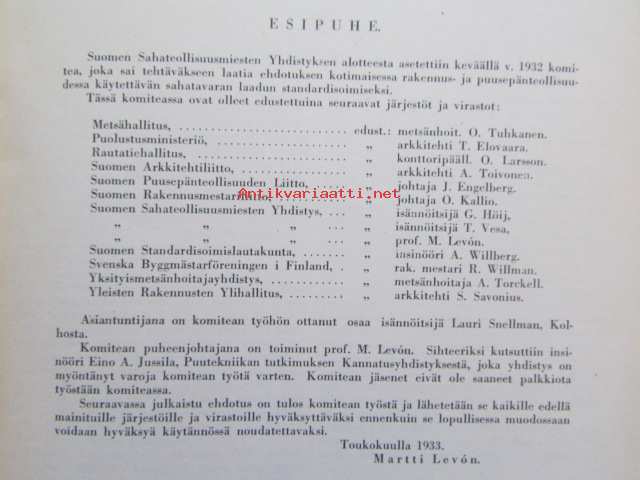 ESIPUHE.
Suomen Sahateollisuusmiesten Yhdistyksen alotteesta asetettiin keväällä v. 1932 komi-
tea, joka sai tehtäväkseen laatia ehdotuksen kotimaisessa rakennus- ja puusepänteollisuu-
dessa käytettävän sahatavaran laadun standardisoimiseksi.
Tässä komiteassa ovat olleet edustettuina seuraavat järjestöt ja virastot:
Metsähallitus, . . . . . . . . . . . . . . . . . . . . edust.: metsänhoit. O. Tuhkanen.
Puolustusministeriö, . . . . . . . . . . . . . . . . „ arkkitehti T. Elovaara.
Rautatiehallitus, . . . . . . . . . . . . . . . . . . . „ konttoripääll. O. Larsson.
Suomen Arkkitehtiliitto, . . . . . . . . . . . . „ arkkitehti A. Toivonen.
Suomen Puusepänteollisuuden Liitto, . „ johtaja J. Engelberg.
Suomen Rakennusmestariliitto, „ johtaja O. Kallio.
Antikvariaatti.net
Suomen Sahateollisuusmiesten Yhdistys, . . . „ isännöitsijä G. Höij,
„ „ „ . . . „ isännöitsijä T. Vesa,
„ „ „ . . . „ prof. M. Levón.
Suomen Standardisoimislautakunta, . . . „ insinööri A. Willberg.
Svenska Byggmästarföreningen i Finland, . „ rak. mestari R. Willman.
Yksityismetsänhoitajayhdistys, . . . . . . . . „ metsänhoitaja A. Torckell.
Yleisten Rakennusten Ylihallitus, . . . . . . . „ arkkitehti S. Savonius.
Asiantuntijana on komitean työhön ottanut osaa isännöitsijä Lauri Snellman, Kol-
hosta.
Komitean puheenjohtajana on toiminut prof. M. Levón. Sihteeriksi kutsuttiin insi-
nööri Eino A. Jussila, Puutekniikan tutkimuksen Kannatusyhdistyksestä, joka yhdistys on
myöntänyt varoja komitean työtä varten. Komitean jäsenet eivät ole saaneet palkkiota
työstään komiteassa.
Seuraavassa julkaistu ehdotus on tulos komitean työstä ja lähetetään se kaikille edellä
mainituille järjestöille ja virastoille hyväksyttäväksi ennenkuin se lopullisessa muodossaan
voidaan hyväksyä käytännössä noudatettavaksi.
Toukokuulla 1933.
Martti Levón.